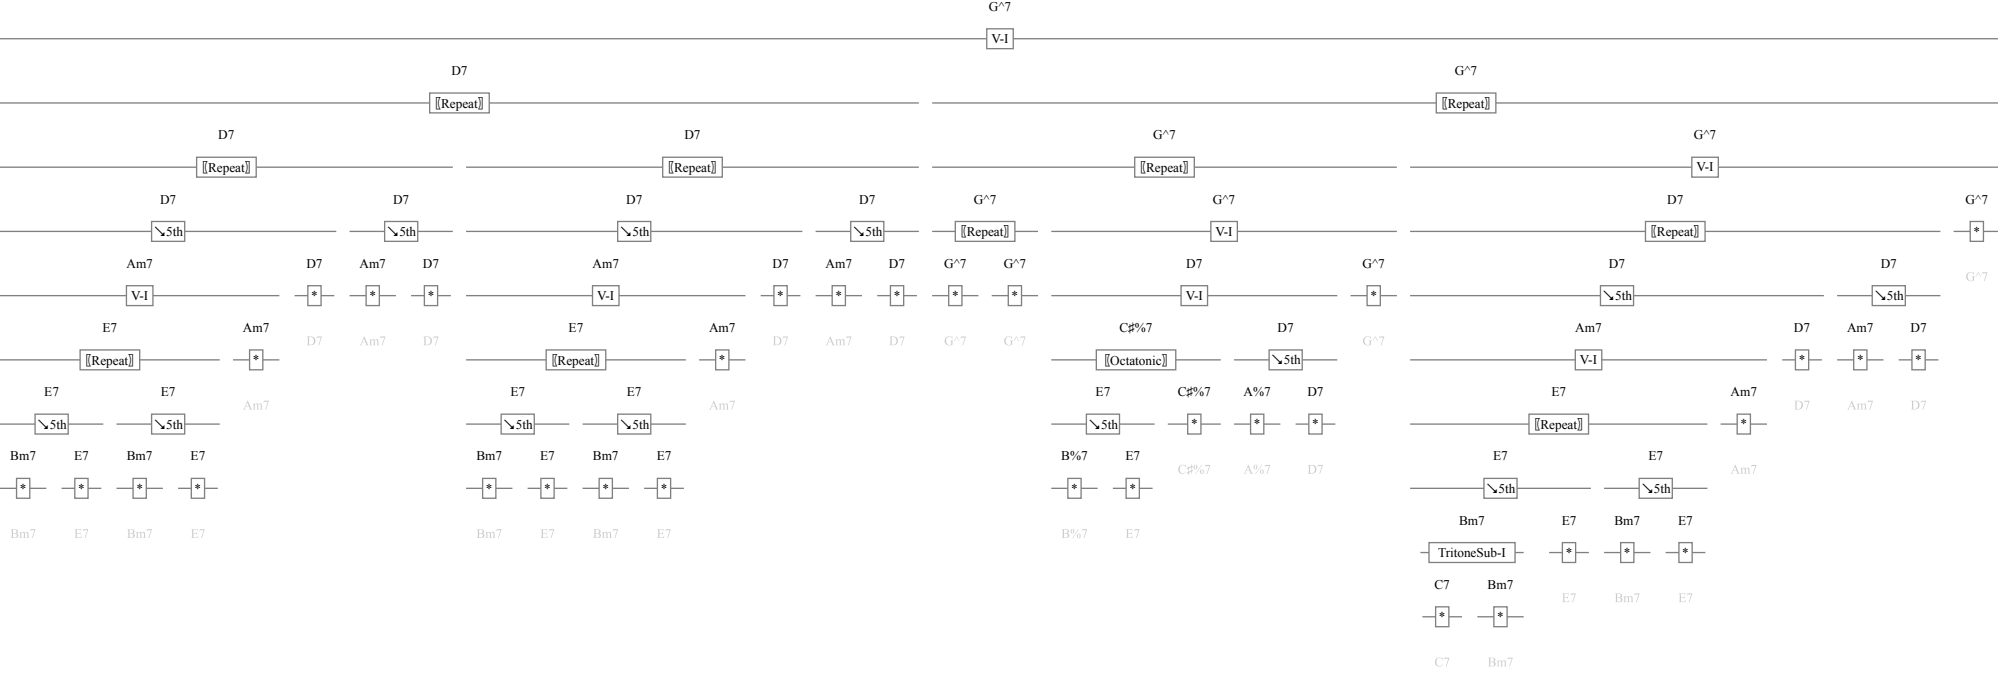 G^7
V-I
D7 G^7
⟦Repeat⟧ ⟦Repeat⟧
D7 D7 G^7 G^7
⟦Repeat⟧ ⟦Repeat⟧ ⟦Repeat⟧ V-I
D7 D7 D7 D7 G^7 G^7 D7 G^7
↘5th ↘5th ↘5th ↘5th ⟦Repeat⟧ V-I ⟦Repeat⟧ *
Am7 D7 Am7 D7 Am7 D7 Am7 D7 G^7 G^7 D7 G^7 D7 D7 G^7
V-I * * * V-I * * * * * V-I * ↘5th ↘5th
E7 Am7 D7 Am7 D7 E7 Am7 D7 Am7 D7 G^7 G^7 C♯%7 D7 G^7 Am7 D7 Am7 D7
⟦Repeat⟧ * ⟦Repeat⟧ * ⟦Octatonic⟧ ↘5th V-I * * *
E7 E7 Am7 E7 E7 Am7 E7 C♯%7 A%7 D7 E7 Am7 D7 Am7 D7
↘5th ↘5th ↘5th ↘5th ↘5th * * * ⟦Repeat⟧ *
Bm7 E7 Bm7 E7 Bm7 E7 Bm7 E7 B%7 E7 C♯%7 A%7 D7 E7 E7 Am7
* * * * * * * * * * ↘5th ↘5th
Bm7 E7 Bm7 E7 Bm7 E7 Bm7 E7 B%7 E7 Bm7 E7 Bm7 E7
TritoneSub-I * * *
C7 Bm7 E7 Bm7 E7
* *
C7 Bm7